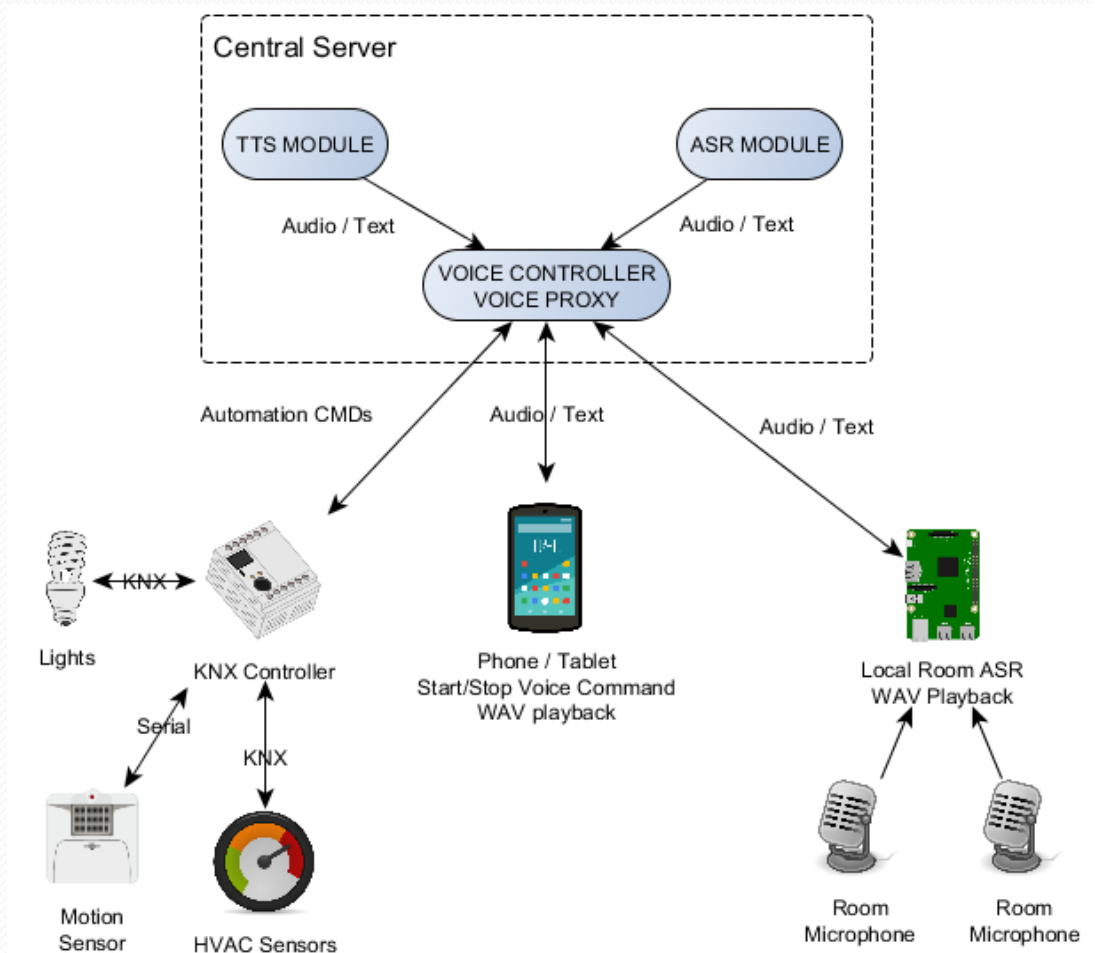 Central Server
TTS MODULE
ASR MODULE
Audio / Text
Audio / Text
VOICE CONTROLLER
VOICE PROXY
Automation CMDs
Audio / Text
Audio / Text
KNX
Lights
KNX Controller
Phone / Tablet
Start/Stop Voice Command
WAV playback
Local Room ASR
WAV Playback
Serial
KNX
Motion
Sensor
HVAC Sensors
Room
Microphone
Room
Microphone